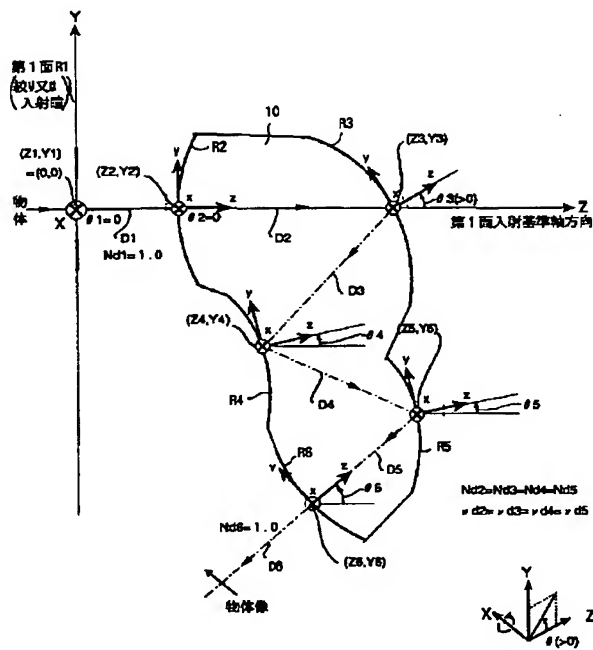 Y
第1面R1
絞り又は
入射瞳
10
R3
R2
(Z1,Y1)
=(0,0)
(Z2,Y2)
Y
Y
(Z3,Y3)
物体
X
θ1=0
x
θ2=0
z
x
z
θ3(>0)
Z
D1
D2
第1面入射基準軸方向
Nd1=1.0
D3
Y
(Z4,Y4)
x
z
θ4
(Z5,Y5)
Y
x
z
θ5
D4
R4
R6
R5
Y
x
z
θ6
D5
Nd2=Nd3=Nd4=Nd5
νd2=νd3=νd4=νd5
Nd6=1.0
D6
(Z6,Y6)
物体像
Y
X
Z
θ(>0)